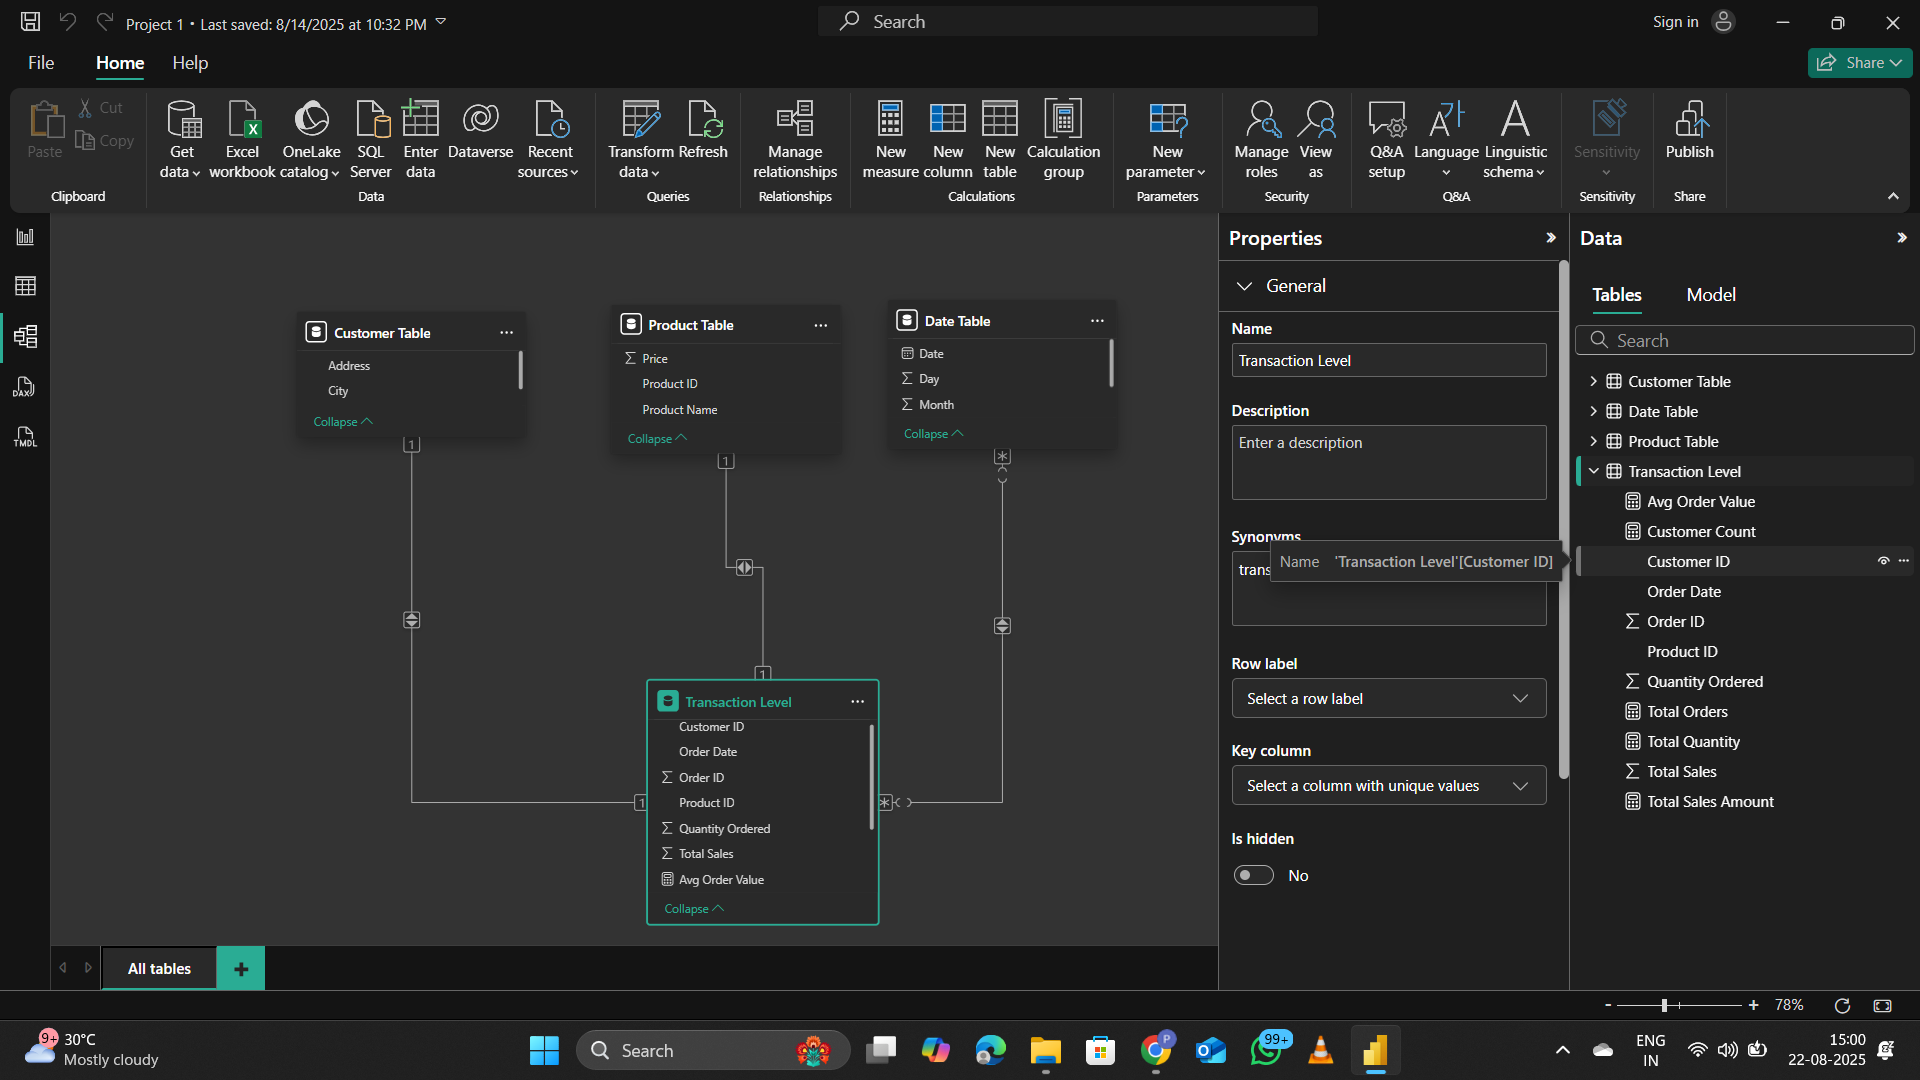 Project 1 • Last saved: 8/14/2025 at 10:32 PM
Search
Sign in
File
Home
Help
Share
Paste
Cut
Copy
Clipboard
Get data
Excel workbook
OneLake catalog
SQL Server
Enter data
Dataverse
Recent sources
Data
Transform data
Refresh
Queries
Manage relationships
Relationships
New measure
New column
New table
Calculation group
Calculations
New parameter
Parameters
Manage roles
View as
Security
Q&A setup
Language
Linguistic schema
Q&A
Sensitivity
Sensitivity
Publish
Share
DAX
TMDL
Customer Table
Address
City
Collapse
1
Product Table
Price
Product ID
Product Name
Collapse
1
Date Table
Date
Day
Month
Collapse
*
1
1
*
Transaction Level
Customer ID
Order Date
Order ID
Product ID
Quantity Ordered
Total Sales
Avg Order Value
Collapse
All tables
Properties
General
Name
Transaction Level
Description
Enter a description
Synonyms
trans
Name 'Transaction Level'[Customer ID]
Row label
Select a row label
Key column
Select a column with unique values
Is hidden
No
Data
Tables
Model
Search
Customer Table
Date Table
Product Table
Transaction Level
Avg Order Value
Customer Count
Customer ID
Order Date
Order ID
Product ID
Quantity Ordered
Total Orders
Total Quantity
Total Sales
Total Sales Amount
- + 78%
9+
30°C
Mostly cloudy
Search
P
99+
ENG
IN
15:00
22-08-2025